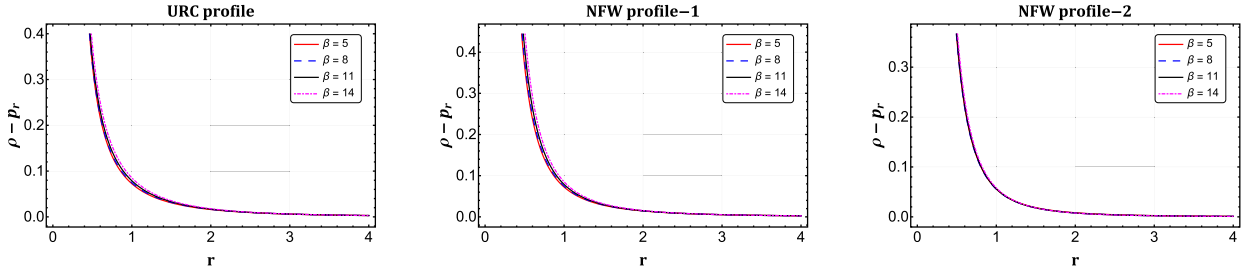 URC profile
ρ − p_r
0.4
0.3
0.2
0.1
0.0
β = 5
β = 8
β = 11
β = 14
0 1 2 3 4
r
NFW profile−1
ρ − p_r
0.4
0.3
0.2
0.1
0.0
β = 5
β = 8
β = 11
β = 14
0 1 2 3 4
r
NFW profile−2
ρ − p_r
0.3
0.2
0.1
0.0
β = 5
β = 8
β = 11
β = 14
0 1 2 3 4
r